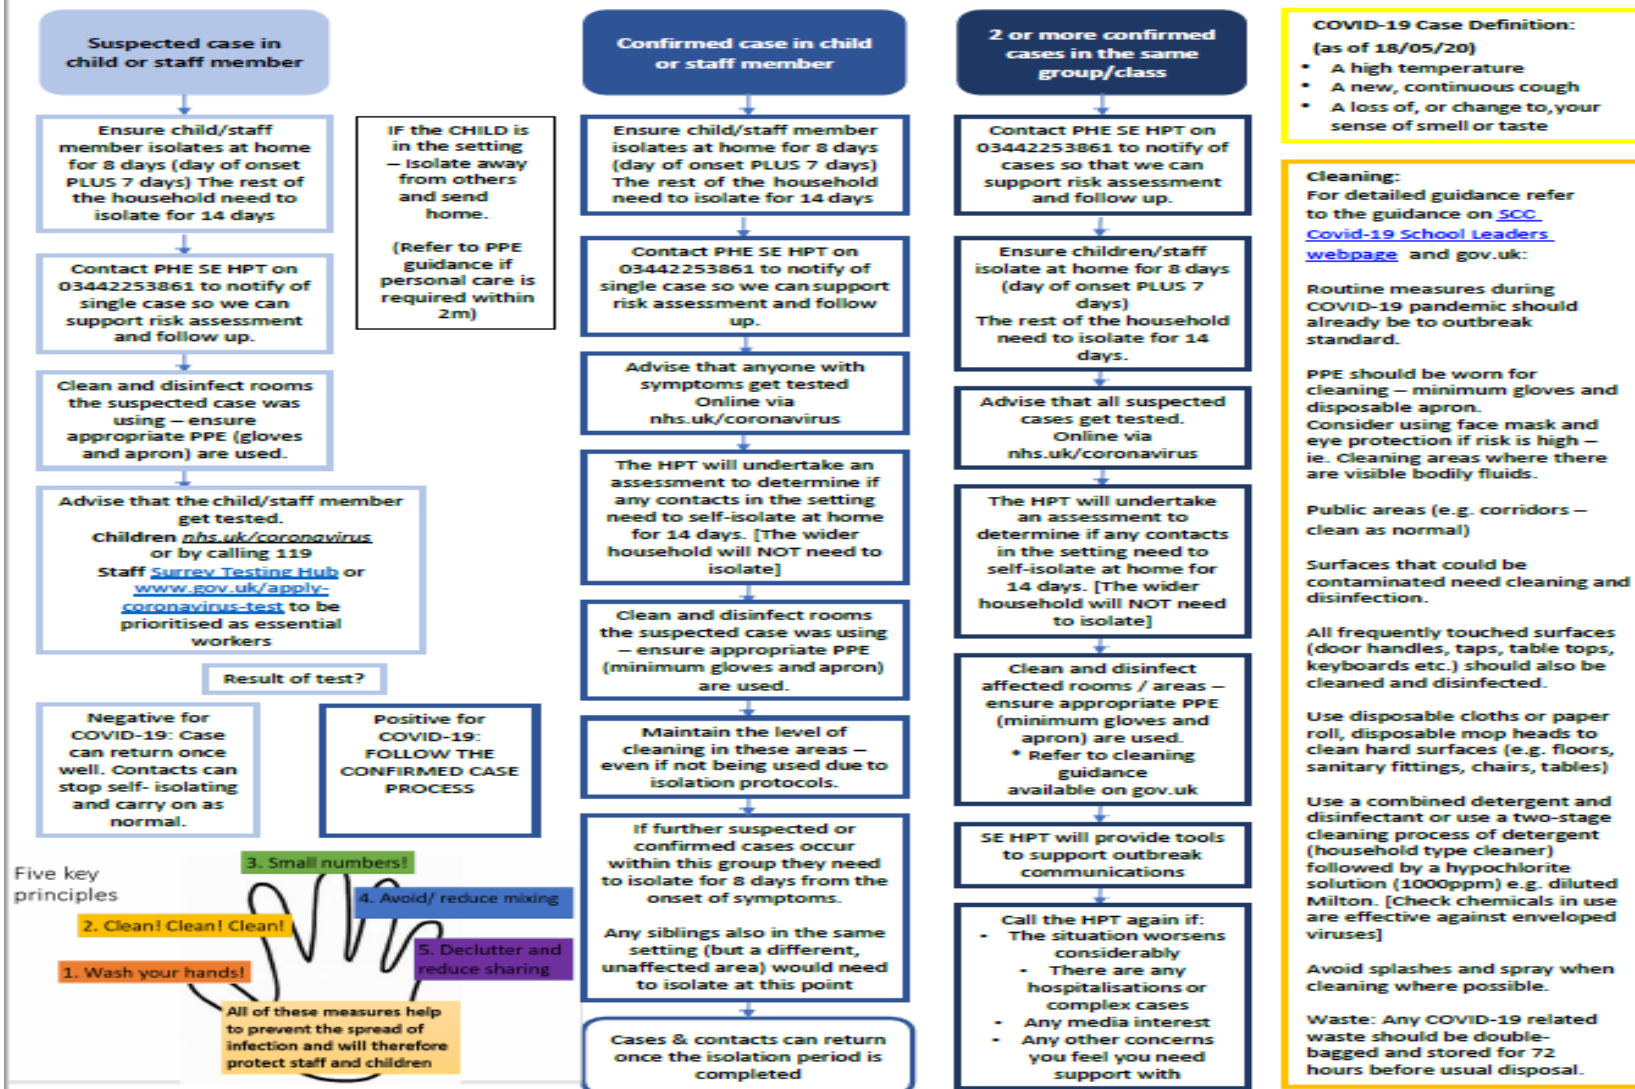 Suspected case in
child or staff member
Ensure child/staff
member isolates at home
for 8 days (day of onset
PLUS 7 days) The rest of
the household need to
isolate for 14 days
Contact PHE SE HPT on
03442253861 to notify of
single case so we can
support risk assessment
and follow up.
Clean and disinfect rooms
the suspected case was
using – ensure
appropriate PPE (gloves
and apron) are used.
Advise that the child/staff member
get tested.
Children nhs.uk/coronavirus
or by calling 119
Staff Surrey Testing Hub or
www.gov.uk/apply-
coronavirus-test to be
prioritised as essential
workers
Result of test?
Negative for
COVID-19: Case
can return once
well. Contacts can
stop self- isolating
and carry on as
normal.
Positive for
COVID-19:
FOLLOW THE
CONFIRMED CASE
PROCESS
IF the CHILD is
in the setting
– Isolate away
from others
and send
home.
(Refer to PPE
guidance if
personal care is
required within
2m)
Five key
principles
1. Wash your hands!
2. Clean! Clean! Clean!
3. Small numbers!
4. Avoid/ reduce mixing
5. Declutter and
reduce sharing
All of these measures help
to prevent the spread of
infection and will therefore
protect staff and children
Confirmed case in child
or staff member
Ensure child/staff member
isolates at home for 8 days
(day of onset PLUS 7 days)
The rest of the household
need to isolate for 14 days
Contact PHE SE HPT on
03442253861 to notify of
single case so we can support
risk assessment and follow
up.
Advise that anyone with
symptoms get tested
Online via
nhs.uk/coronavirus
The HPT will undertake an
assessment to determine if
any contacts in the setting
need to self-isolate at home
for 14 days. [The wider
household will NOT need to
isolate]
Clean and disinfect rooms
the suspected case was using
– ensure appropriate PPE
(minimum gloves and apron)
are used.
Maintain the level of
cleaning in these areas –
even if not being used due to
isolation protocols.
If further suspected or
confirmed cases occur
within this group they need
to isolate for 8 days from the
onset of symptoms.
Any siblings also in the same
setting (but a different,
unaffected area) would need
to isolate at this point
Cases & contacts can return
once the isolation period is
completed
2 or more confirmed
cases in the same
group/class
Contact PHE SE HPT on
03442253861 to notify of
cases so that we can
support risk assessment
and follow up.
Ensure children/staff
isolate at home for 8 days
(day of onset PLUS 7
days)
The rest of the household
need to isolate for 14
days.
Advise that all suspected
cases get tested.
Online via
nhs.uk/coronavirus
The HPT will undertake
an assessment to
determine if any contacts
in the setting need to
self-isolate at home for
14 days. [The wider
household will NOT need
to isolate]
Clean and disinfect
affected rooms / areas –
ensure appropriate PPE
(minimum gloves and
apron) are used.
* Refer to cleaning
guidance
available on gov.uk
SE HPT will provide tools
to support outbreak
communications
Call the HPT again if:
- The situation worsens
considerably
• There are any
hospitalisations or
complex cases
• Any media interest
• Any other concerns
you feel you need
support with
COVID-19 Case Definition:
(as of 18/05/20)
• A high temperature
• A new, continuous cough
• A loss of, or change to,your
sense of smell or taste
Cleaning:
For detailed guidance refer
to the guidance on SCC
Covid-19 School Leaders
webpage and gov.uk:
Routine measures during
COVID-19 pandemic should
already be to outbreak
standard.
PPE should be worn for
cleaning – minimum gloves and
disposable apron.
Consider using face mask and
eye protection if risk is high –
ie. Cleaning areas where there
are visible bodily fluids.
Public areas (e.g. corridors –
clean as normal)
Surfaces that could be
contaminated need cleaning and
disinfection.
All frequently touched surfaces
(door handles, taps, table tops,
keyboards etc.) should also be
cleaned and disinfected.
Use disposable cloths or paper
roll, disposable mop heads to
clean hard surfaces (e.g. floors,
sanitary fittings, chairs, tables)
Use a combined detergent and
disinfectant or use a two-stage
cleaning process of detergent
(household type cleaner)
followed by a hypochlorite
solution (1000ppm) e.g. diluted
Milton. [Check chemicals in use
are effective against enveloped
viruses]
Avoid splashes and spray when
cleaning where possible.
Waste: Any COVID-19 related
waste should be double-
bagged and stored for 72
hours before usual disposal.